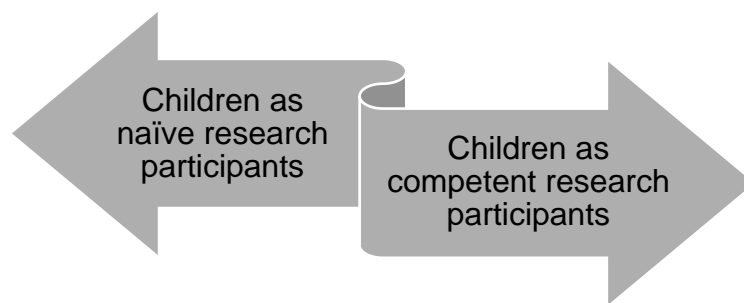 Children as
naïve research
participants
Children as
competent research
participants